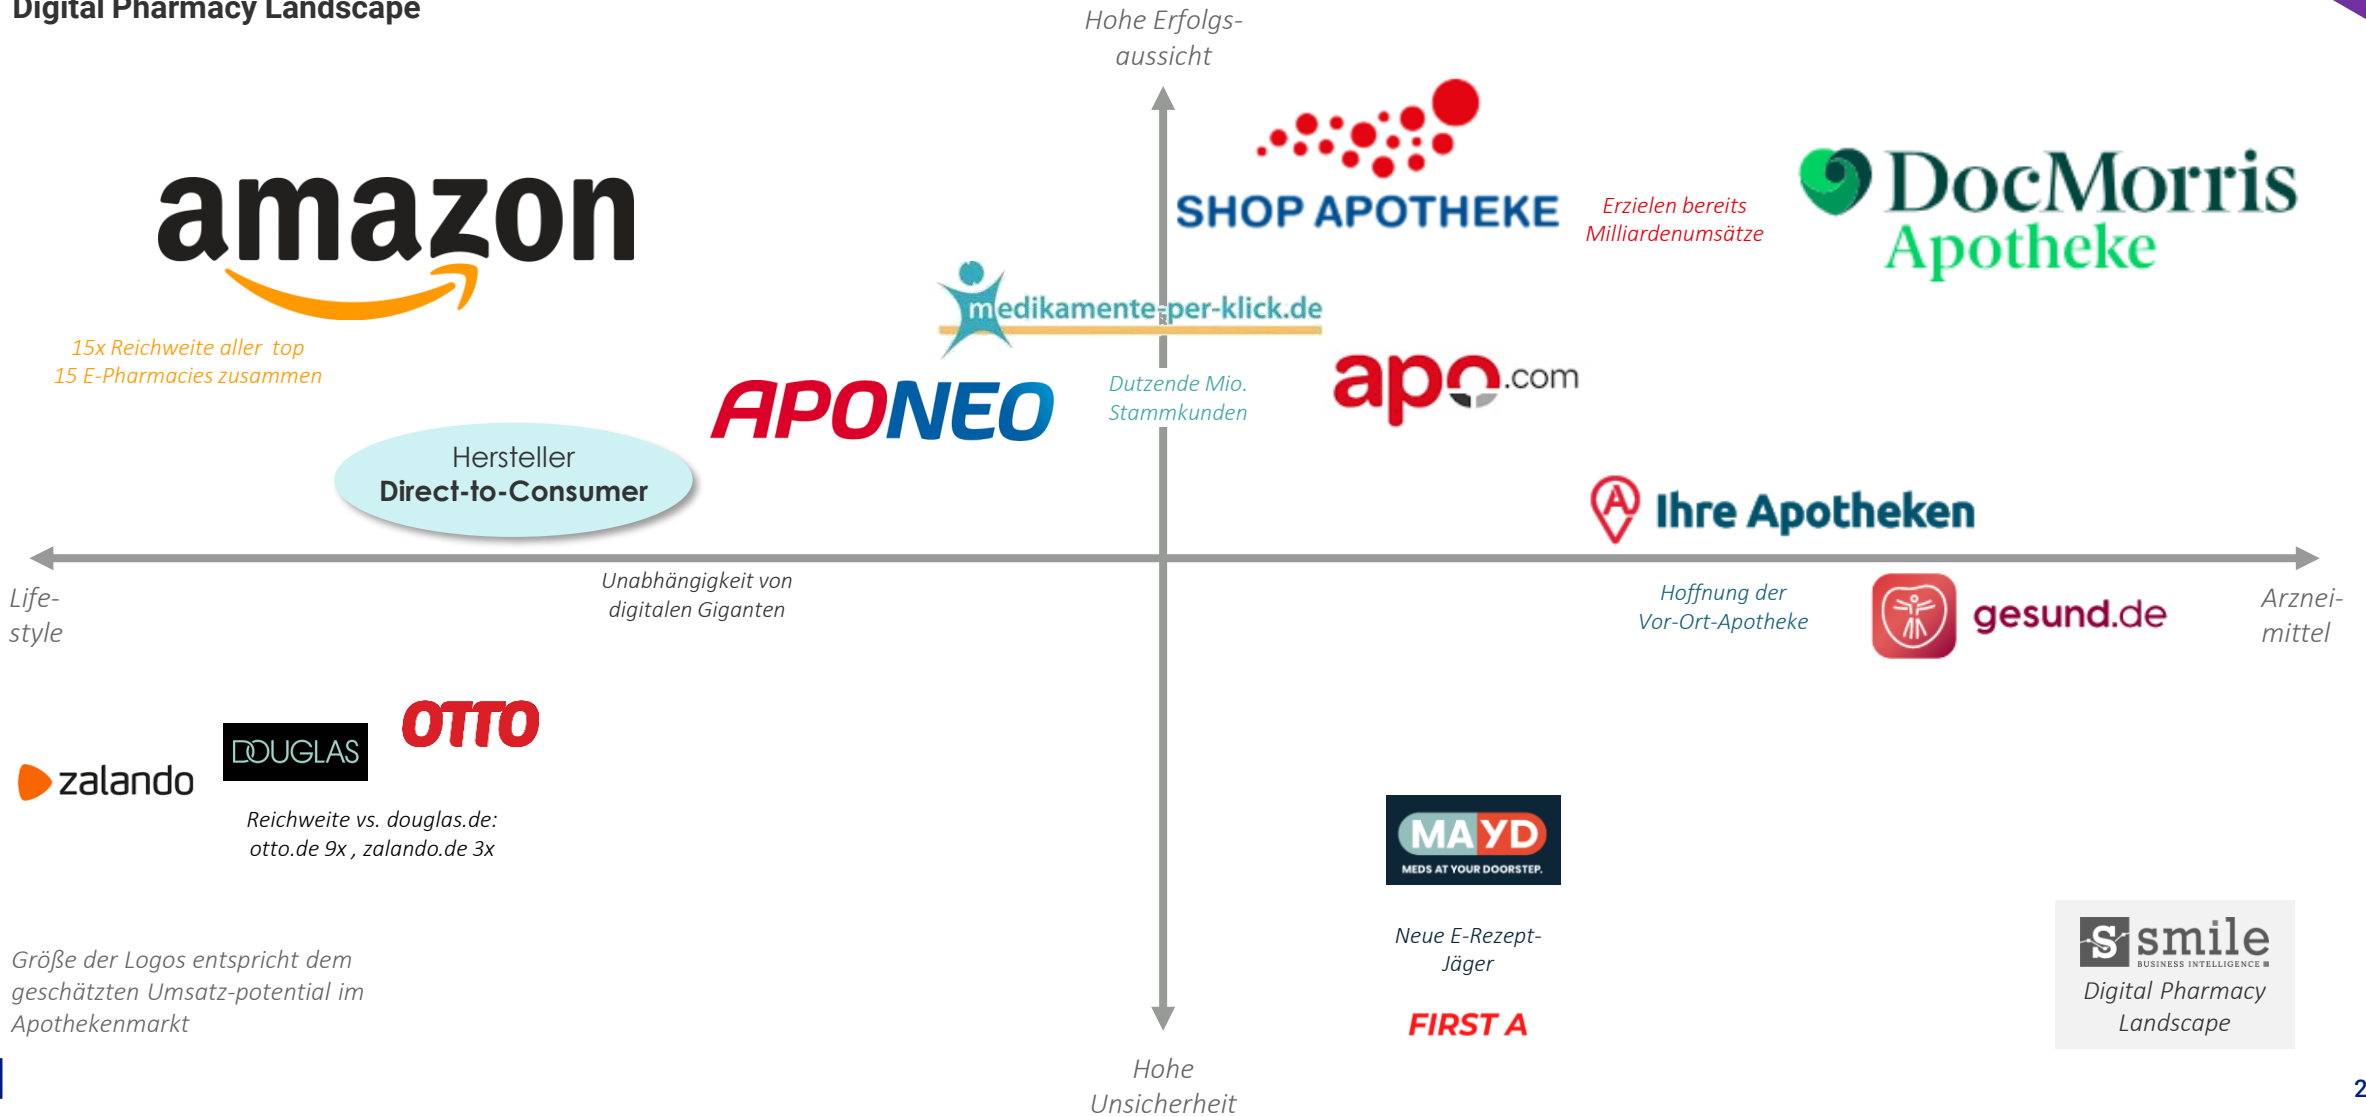 Digital Pharmacy Landscape
Hohe Erfolgs-
aussicht
amazon
15x Reichweite aller top
15 E-Pharmacies zusammen
SHOP APOTHEKE
Erzielen bereits
Milliardenumsätze
DocMorris
Apotheke
medikamente-per-klick.de
APONEO
Dutzende Mio.
Stammkunden
apo.com
Hersteller
Direct-to-Consumer
A Ihre Apotheken
Life-
style
Unabhängigkeit von
digitalen Giganten
Hoffnung der
Vor-Ort-Apotheke
gesund.de
Arznei-
mittel
zalando
DOUGLAS
OTTO
Reichweite vs. douglas.de:
otto.de 9x , zalando.de 3x
MAYD
MEDS AT YOUR DOORSTEP.
Neue E-Rezept-
Jäger
FIRST A
Größe der Logos entspricht dem
geschätzten Umsatz-potential im
Apothekenmarkt
S smile
BUSINESS INTELLIGENCE
Digital Pharmacy
Landscape
Hohe
Unsicherheit
2